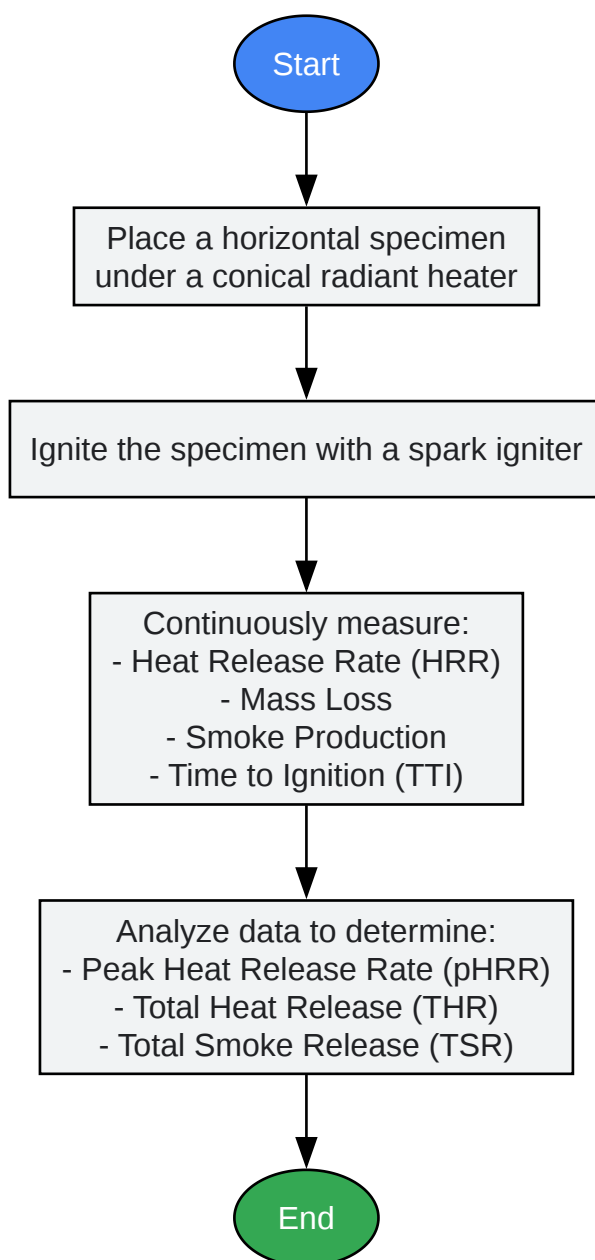 Start
Place a horizontal specimen
under a conical radiant heater
Ignite the specimen with a spark igniter
Continuously measure:
- Heat Release Rate (HRR)
- Mass Loss
- Smoke Production
- Time to Ignition (TTI)
Analyze data to determine:
- Peak Heat Release Rate (pHRR)
- Total Heat Release (THR)
- Total Smoke Release (TSR)
End